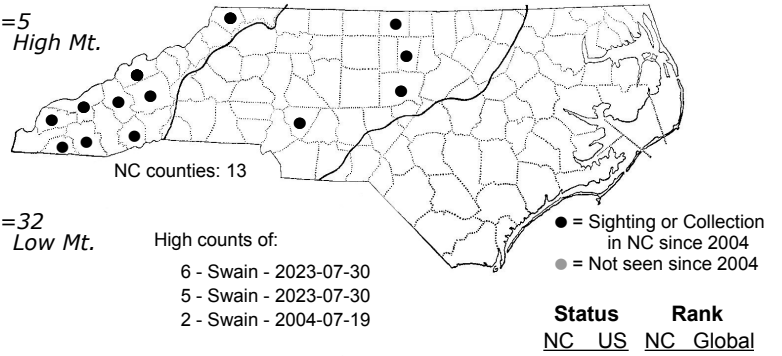 =5
High Mt.
NC counties: 13
=32
Low Mt.
High counts of:
6 - Swain - 2023-07-30
5 - Swain - 2023-07-30
2 - Swain - 2004-07-19
● = Sighting or Collection
in NC since 2004
● = Not seen since 2004
Status Rank
NC US NC Global